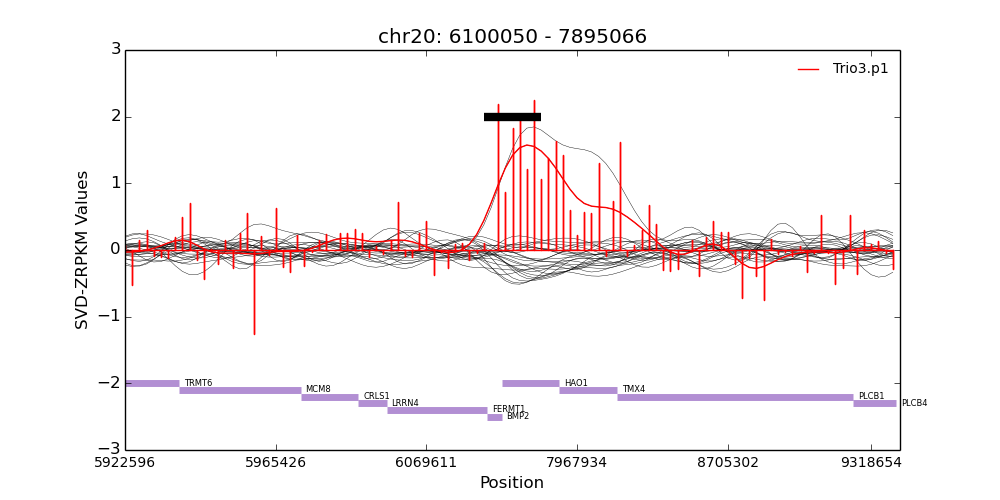 chr20: 6100050 - 7895066
3
Trio3.p1
2
1
SVD-ZRPKM Values
0
−1
−2
TRMT6
HAO1
MCM8
TMX4
CRLS1
PLCB1
LRRN4
PLCB4
FERMT1
BMP2
−3
5922596 5965426 6069611 7967934 8705302 9318654
Position